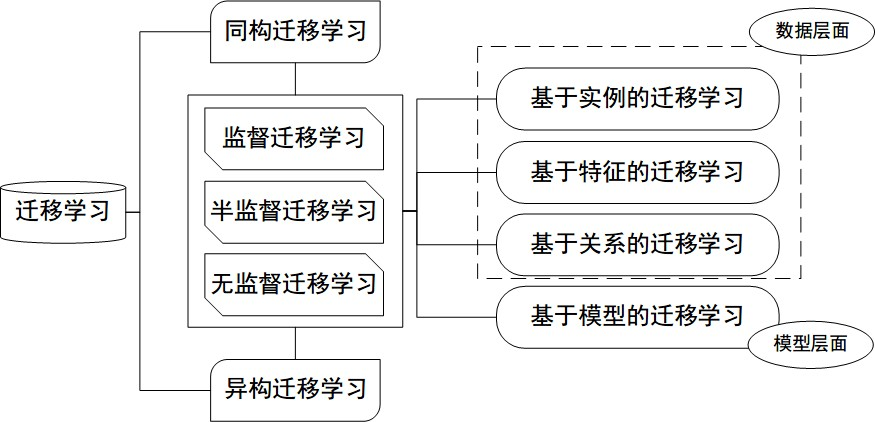 迁移学习
同构迁移学习
监督迁移学习
半监督迁移学习
无监督迁移学习
异构迁移学习
数据层面
基于实例的迁移学习
基于特征的迁移学习
基于关系的迁移学习
基于模型的迁移学习
模型层面